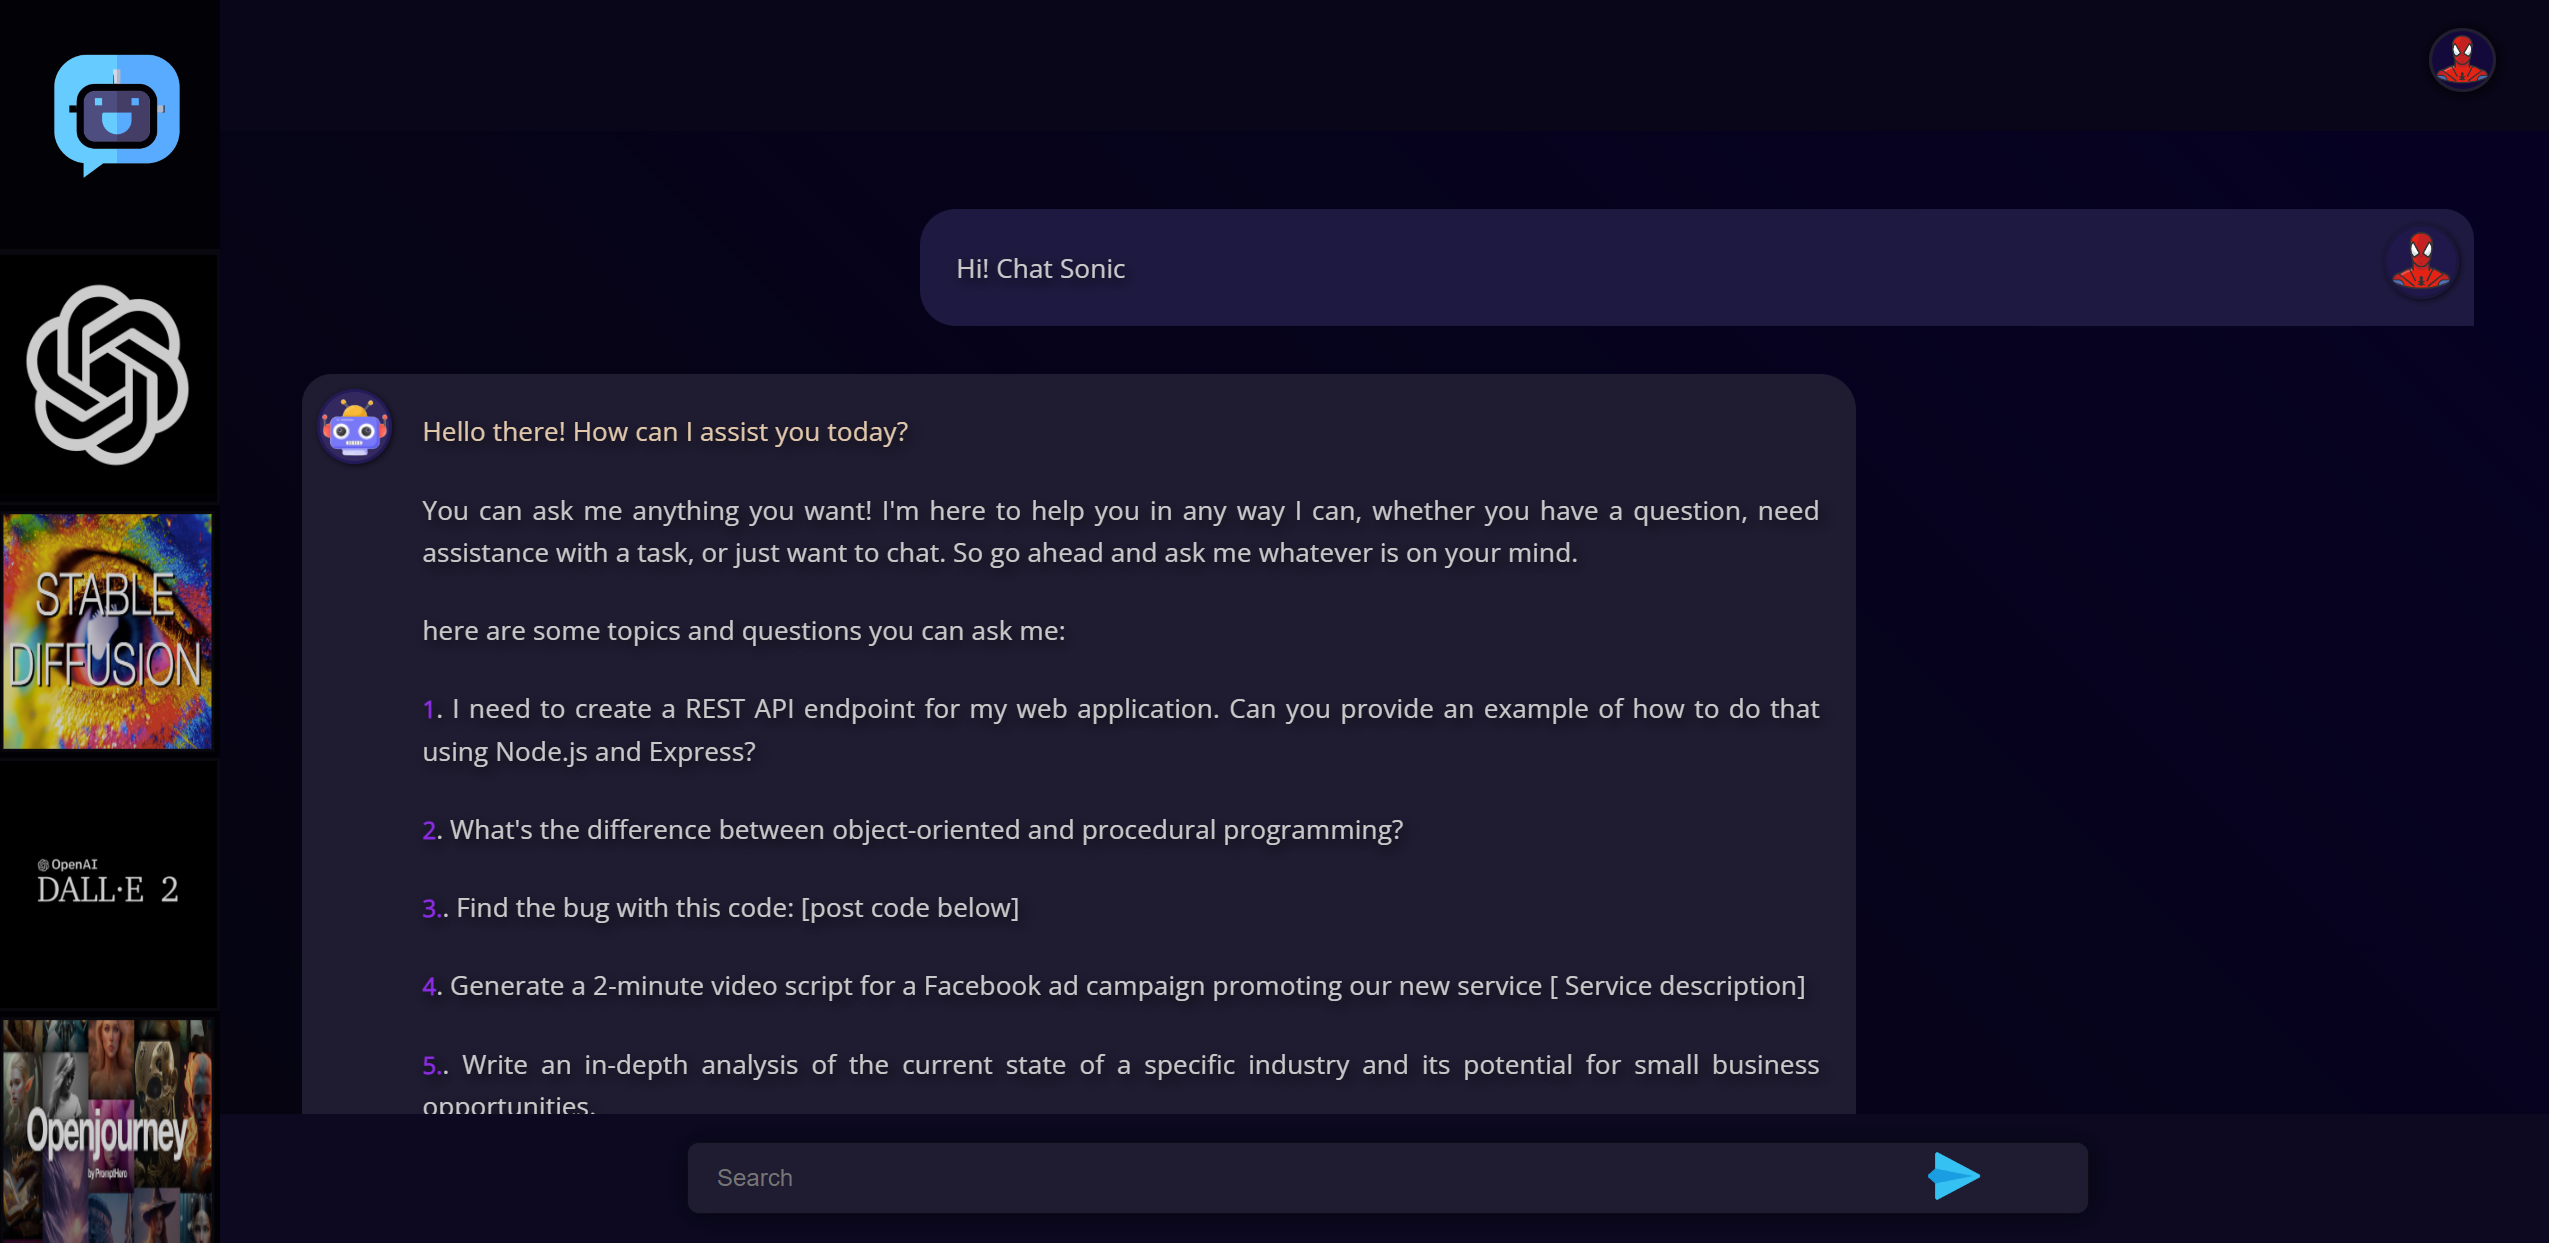 Hi! Chat Sonic
Hello there! How can I assist you today?
You can ask me anything you want! I'm here to help you in any way I can, whether you have a question, need
assistance with a task, or just want to chat. So go ahead and ask me whatever is on your mind.
here are some topics and questions you can ask me:
1. I need to create a REST API endpoint for my web application. Can you provide an example of how to do that
using Node.js and Express?
2. What's the difference between object-oriented and procedural programming?
3.. Find the bug with this code: [post code below]
4. Generate a 2-minute video script for a Facebook ad campaign promoting our new service [ Service description]
5.. Write an in-depth analysis of the current state of a specific industry and its potential for small business
opportunities.
Search
STABLE
DIFFUSION
OpenAI
DALL·E 2
Openjourney
by PromptHero